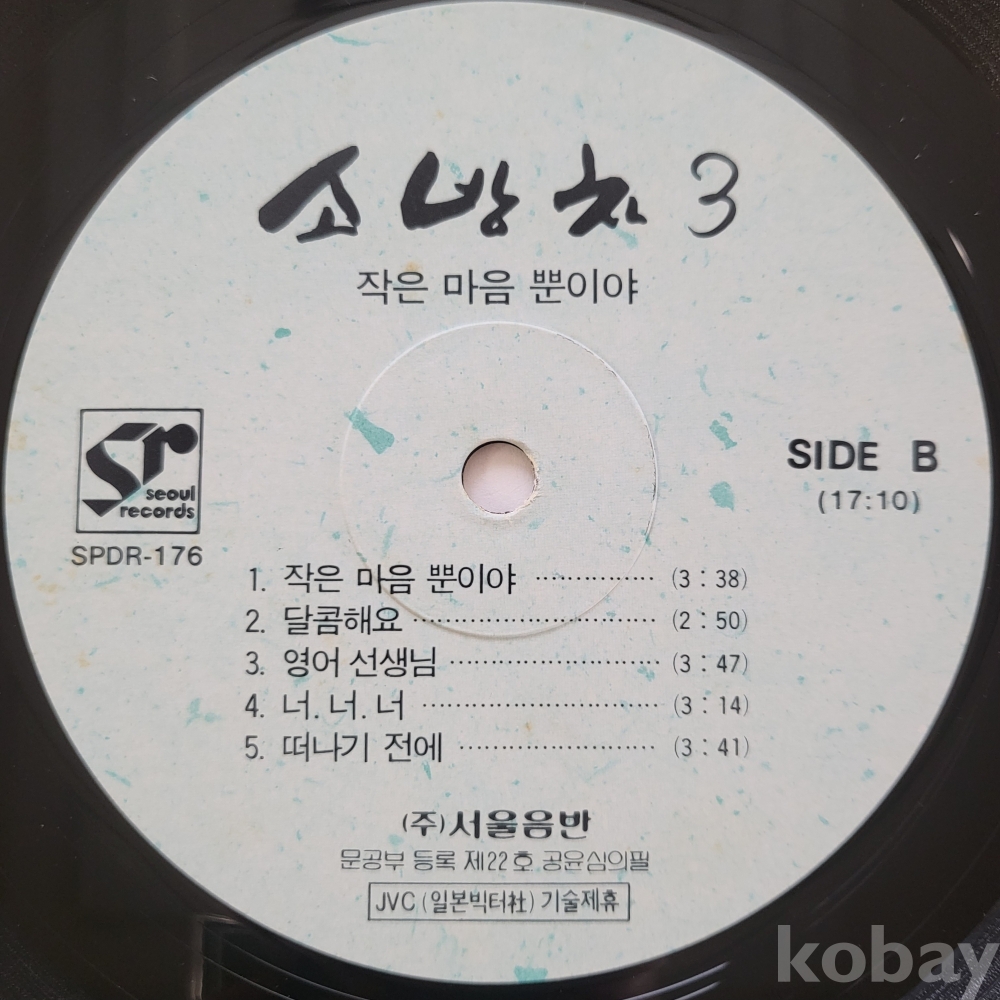 소방차 3
작은 마음 뿐이야
sr
seoul
records
SPDR-176
SIDE B
(17:10)
1. 작은 마음 뿐이야 ·············· (3 : 38)
2. 달콤해요 ····························· (2 : 50)
3. 영어 선생님 ························· (3 : 47)
4. 너. 너. 너 ···························· (3 : 14)
5. 떠나기 전에 ······················· (3 : 41)
(주)서울음반
문공부 등록 제22호 공윤심의필
JVC (일본빅터社) 기술제휴
kobay